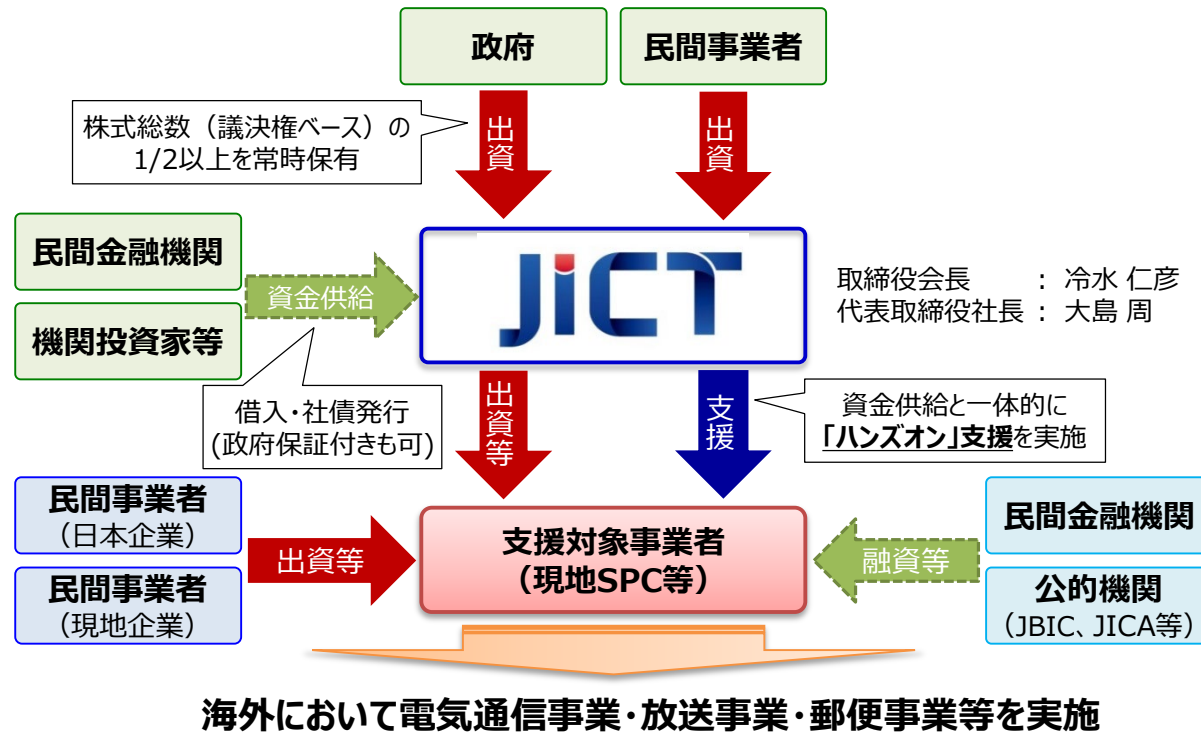 政府
民間事業者
株式総数（議決権ベース）の
1/2以上を常時保有
出資
出資
民間金融機関
機関投資家等
資金供給
JICT
取締役会長 ： 冷水 仁彦
代表取締役社長 ： 大島 周
借入・社債発行
(政府保証付きも可)
出資等
支援
資金供給と一体的に
「ハンズオン」支援を実施
民間事業者
（日本企業）
民間事業者
（現地企業）
出資等
支援対象事業者
（現地SPC等）
融資等
民間金融機関
公的機関
（JBIC、JICA等）
海外において電気通信事業・放送事業・郵便事業等を実施